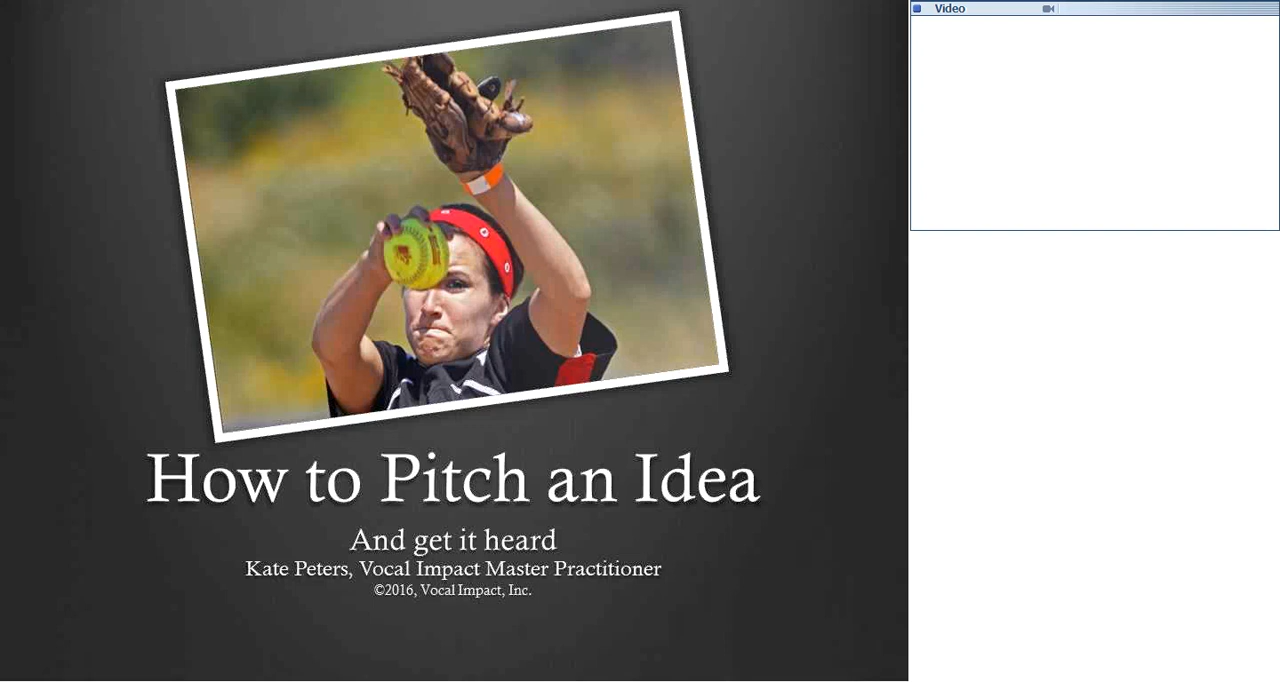 How to Pitch an Idea
And get it heard
Kate Peters, Vocal Impact Master Practitioner
©2016, Vocal Impact, Inc.
Video